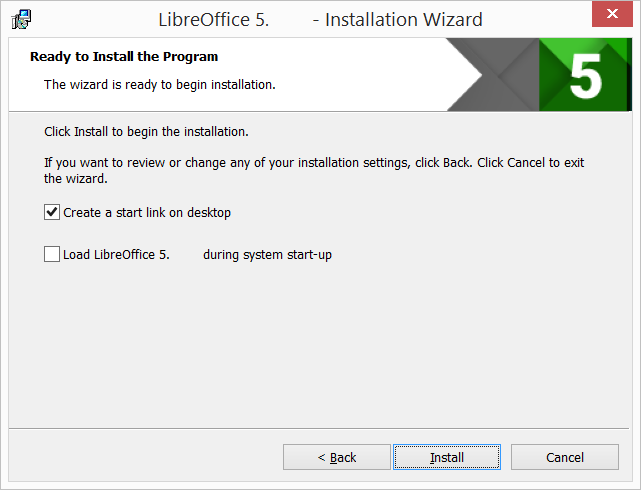 LibreOffice 5. - Installation Wizard
Ready to Install the Program
The wizard is ready to begin installation.
5
Click Install to begin the installation.
If you want to review or change any of your installation settings, click Back. Click Cancel to exit
the wizard.
Create a start link on desktop
Load LibreOffice 5. during system start-up
< Back
Install
Cancel